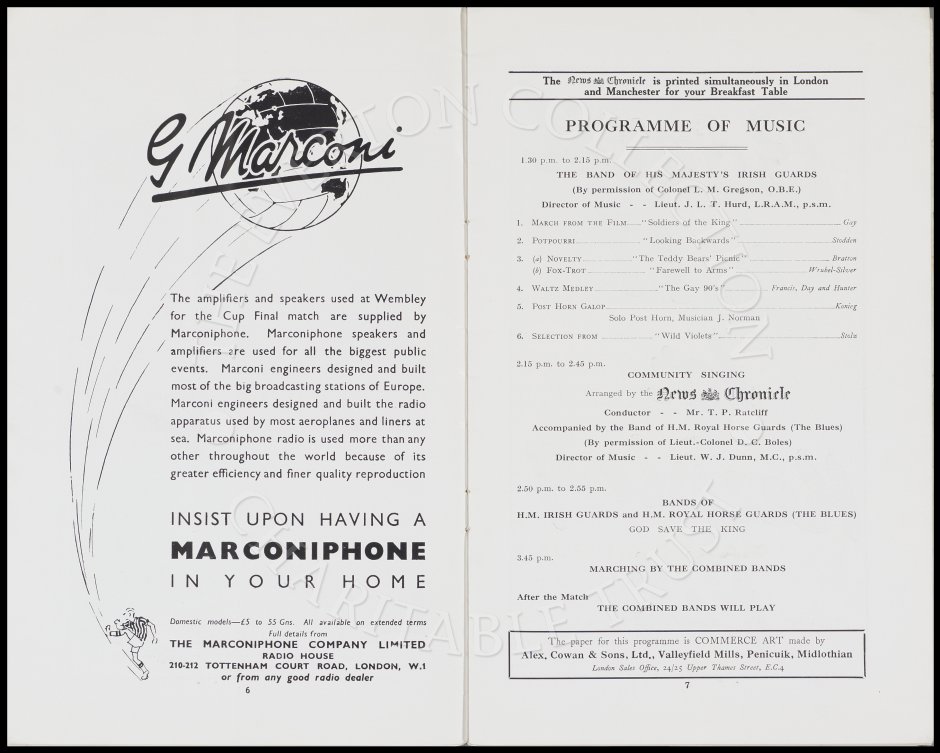 G Marconi
The amplifiers and speakers used at Wembley
for the Cup Final match are supplied by
Marconiphone. Marconiphone speakers and
amplifiers are used for all the biggest public
events. Marconi engineers designed and built
most of the big broadcasting stations of Europe.
Marconi engineers designed and built the radio
apparatus used by most aeroplanes and liners at
sea. Marconiphone radio is used more than any
other throughout the world because of its
greater efficiency and finer quality reproduction
INSIST UPON HAVING A
MARCONIPHONE
IN YOUR HOME
Domestic models—£5 to 55 Gns. All available on extended terms
Full details from
THE MARCONIPHONE COMPANY LIMITED
RADIO HOUSE
210-212 TOTTENHAM COURT ROAD, LONDON, W.1
or from any good radio dealer
6
The News Chronicle is printed simultaneously in London
and Manchester for your Breakfast Table
PROGRAMME OF MUSIC
1.30 p.m. to 2.15 p.m.
THE BAND OF HIS MAJESTY'S IRISH GUARDS
(By permission of Colonel L. M. Gregson, O.B.E.)
Director of Music - - Lieut. J. L. T. Hurd, L.R.A.M., p.s.m.
1. March from the Film "Soldiers of the King" Gay
2. Potpourri "Looking Backwards" Stodden
3. (a) Novelty "The Teddy Bears' Picnic" Bratton
(b) Fox-Trot "Farewell to Arms" Wrubel-Silver
4. Waltz Medley "The Gay 90's" Francis, Day and Hunter
5. Post Horn Galop Konieg
Solo Post Horn, Musician J. Norman
6. Selection from "Wild Violets" Stolz
2.15 p.m. to 2.45 p.m.
COMMUNITY SINGING
Arranged by the News Chronicle
Conductor - - Mr. T. P. Ratcliff
Accompanied by the Band of H.M. Royal Horse Guards (The Blues)
(By permission of Lieut.-Colonel D. C. Boles)
Director of Music - - Lieut. W. J. Dunn, M.C., p.s.m.
2.50 p.m. to 2.55 p.m.
BANDS OF
H.M. IRISH GUARDS and H.M. ROYAL HORSE GUARDS (THE BLUES)
GOD SAVE THE KING
3.45 p.m.
MARCHING BY THE COMBINED BANDS
After the Match
THE COMBINED BANDS WILL PLAY
The paper for this programme is COMMERCE ART made by
Alex, Cowan & Sons, Ltd,, Valleyfield Mills, Penicuik, Midlothian
London Sales Office, 24/25 Upper Thames Street, E.C.4
7
COLLECTION
CHARITABLE TRUST